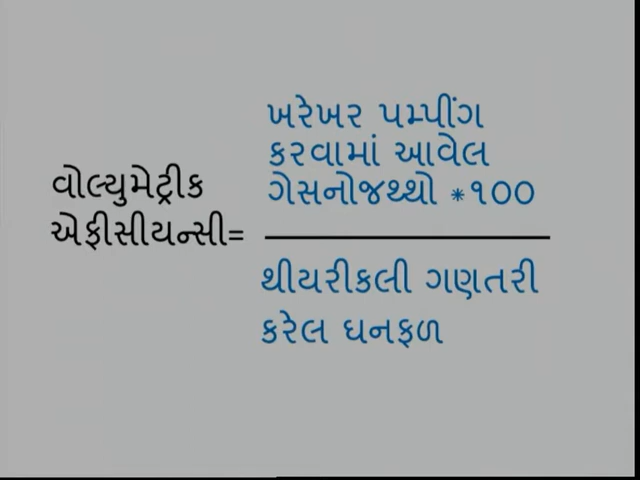 વોલ્યુમેટ્રીક
એફીસીયન્સી=
ખરેખર પમ્પીંગ
કરવામાં આવેલ
ગેસનોજથ્થો *૧૦૦
થીયરીકલી ગણતરી
કરેલ ઘનફળ